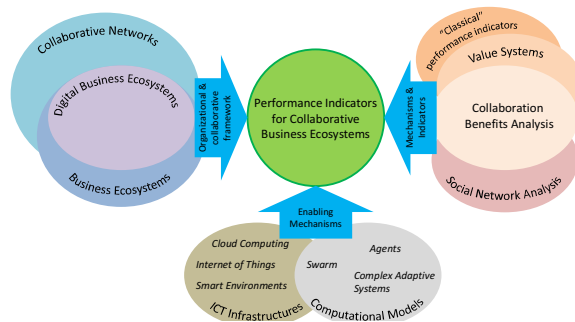 Collaborative Networks
Digital Business Ecosystems
Business Ecosystems
Organizational &
collaborative
framework
Performance Indicators
for Collaborative
Business Ecosystems
Mechanisms &
Indicators
“Classical”
performance indicators
Value Systems
Collaboration
Benefits Analysis
Social Network Analysis
Enabling
Mechanisms
Cloud Computing
Internet of Things
Smart Environments
ICT Infrastructures
Agents
Swarm
Complex Adaptive
Systems
Computational Models